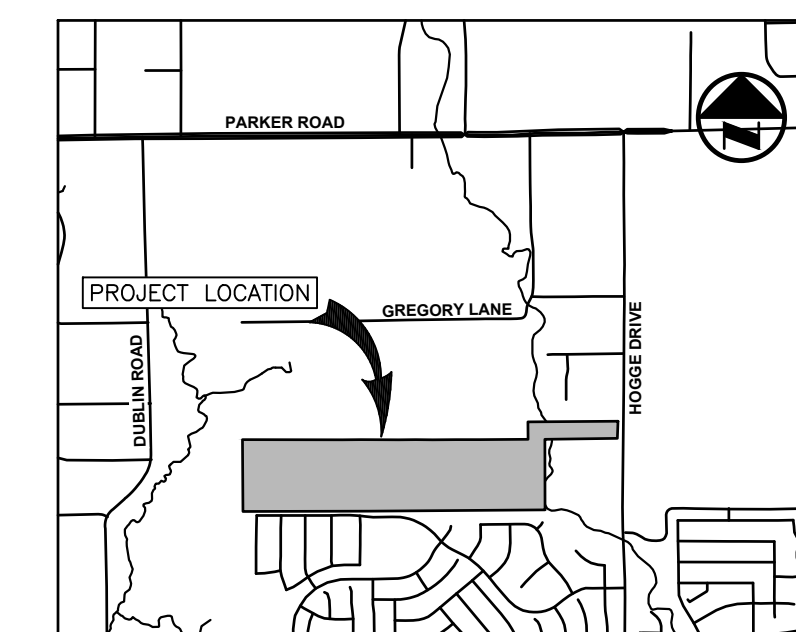 PARKER ROAD
N
PROJECT LOCATION
GREGORY LANE
HOGGE DRIVE
DUBLIN ROAD